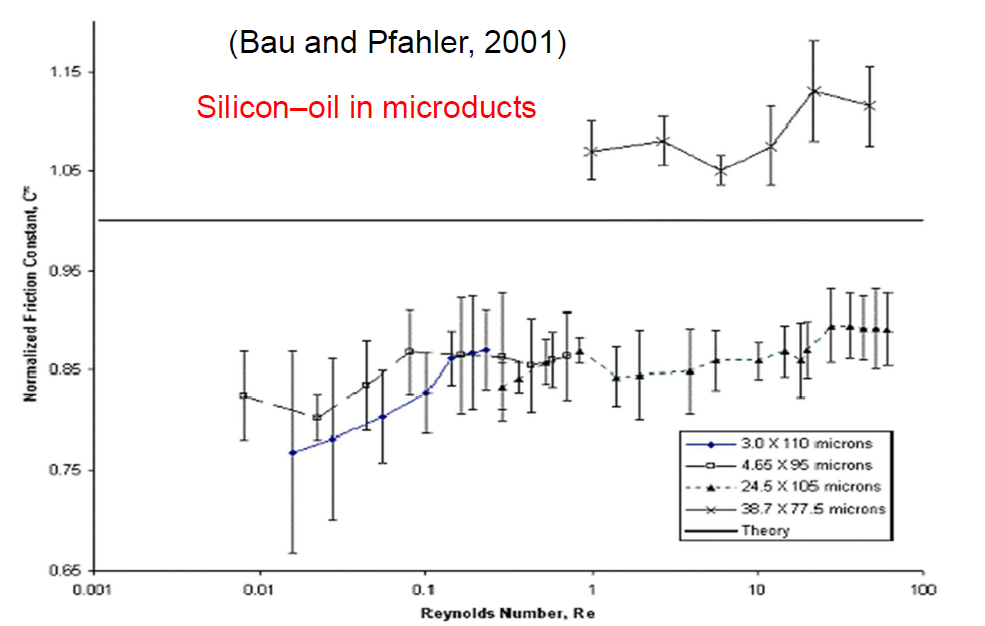 (Bau and Pfahler, 2001)
Silicon–oil in microducts
Normalized Friction Constant, C*
1.15
1.05
0.95
0.85
0.75
0.65
0.001
0.01
0.1
1
10
100
Reynolds Number, Re
3.0 X 110 microns
4.65 X 95 microns
24.5 X 105 microns
38.7 X 77.5 microns
Theory